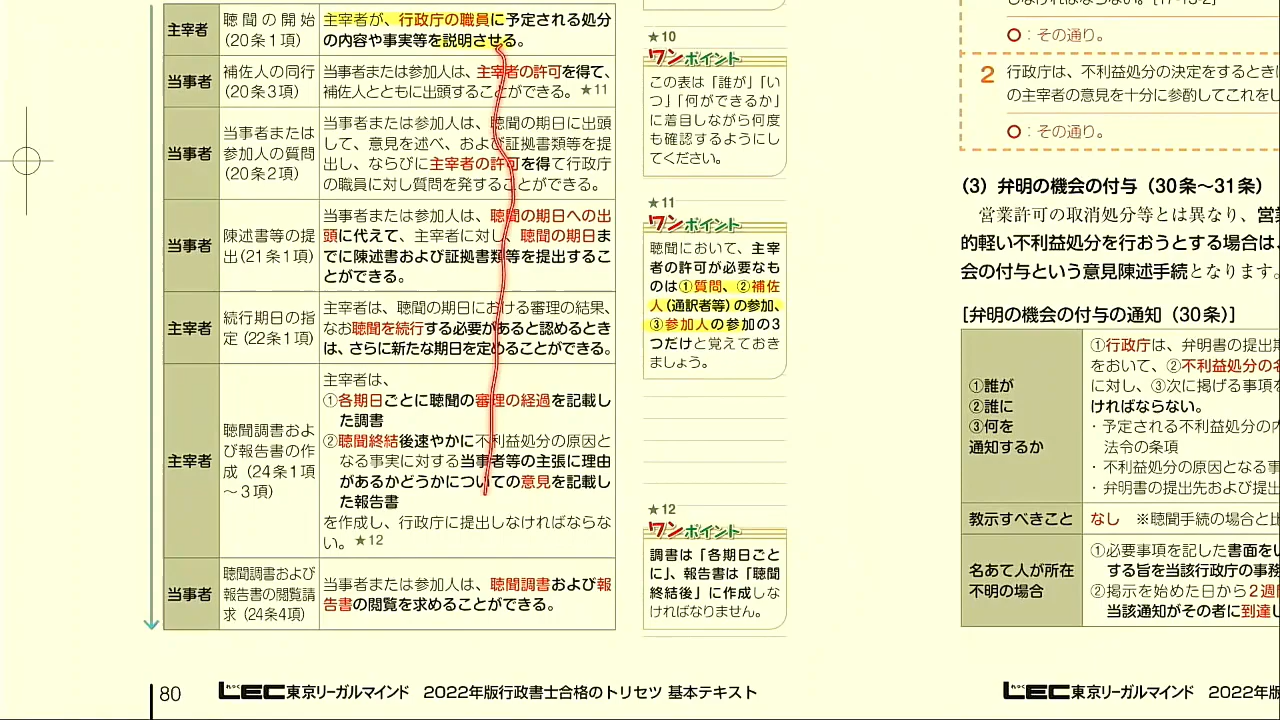 主宰者
聴聞の開始
(20条1項)
主宰者が、行政庁の職員に予定される処分
の内容や事実等を説明させる。
当事者
補佐人の同行
(20条3項)
当事者または参加人は、主宰者の許可を得て、
補佐人とともに出頭することができる。★11
当事者
当事者または
参加人の質問
(20条2項)
当事者または参加人は、聴聞の期日に出頭
して、意見を述べ、および証拠書類等を提
出し、ならびに主宰者の許可を得て行政庁
の職員に対し質問を発することができる。
当事者
陳述書等の提
出(21条1項)
当事者または参加人は、聴聞の期日への出
頭に代えて、主宰者に対し、聴聞の期日ま
でに陳述書および証拠書類等を提出するこ
とができる。
主宰者
続行期日の指
定(22条1項)
主宰者は、聴聞の期日における審理の結果、
なお聴聞を続行する必要があると認めるとき
は、さらに新たな期日を定めることができる。
主宰者
聴聞調書およ
び報告書の作
成(24条1項
～3項)
主宰者は、
①各期日ごとに聴聞の審理の経過を記載し
た調書
②聴聞終結後速やかに不利益処分の原因と
なる事実に対する当事者等の主張に理由
があるかどうかについての意見を記載し
た報告書
を作成し、行政庁に提出しなければならな
い。★12
当事者
聴聞調書および
報告書の閲覧請
求(24条4項)
当事者または参加人は、聴聞調書および報
告書の閲覧を求めることができる。
★10
ワンポイント
この表は「誰が」「い
つ」「何ができるか」
に着目しながら何度
も確認するようにし
てください。
★11
ワンポイント
聴聞において、主宰
者の許可が必要なも
のは①質問、②補佐
人(通訳者等)の参加、
③参加人の参加の3
つだけと覚えておき
ましょう。
★12
ワンポイント
調書は「各期日ごと
に」、報告書は「聴聞
終結後」に作成しな
ければなりません。
80 LEC東京リーガルマインド 2022年版行政書士合格のトリセツ 基本テキスト
〇：その通り。
2 行政庁は、不利益処分の決定をするときに
の主宰者の意見を十分に参酌してこれをし
〇：その通り。
(3) 弁明の機会の付与(30条～31条)
営業許可の取消処分等とは異なり、営
的軽い不利益処分を行おうとする場合は、
会の付与という意見陳述手続となります。
[弁明の機会の付与の通知(30条)]
①誰が
②誰に
③何を
通知するか
①行政庁は、弁明書の提出期
をおいて、②不利益処分の名
に対し、③次に掲げる事項を
ければならない。
・予定される不利益処分の内
法令の条項
・不利益処分の原因となる事
・弁明書の提出先および提出
教示すべきこと
なし ※聴聞手続の場合と比
名あて人が所在
不明の場合
①必要事項を記した書面をい
する旨を当該行政庁の事務
②掲示を始めた日から2週間
当該通知がその者に到達し
LEC東京リーガルマインド 2022年版